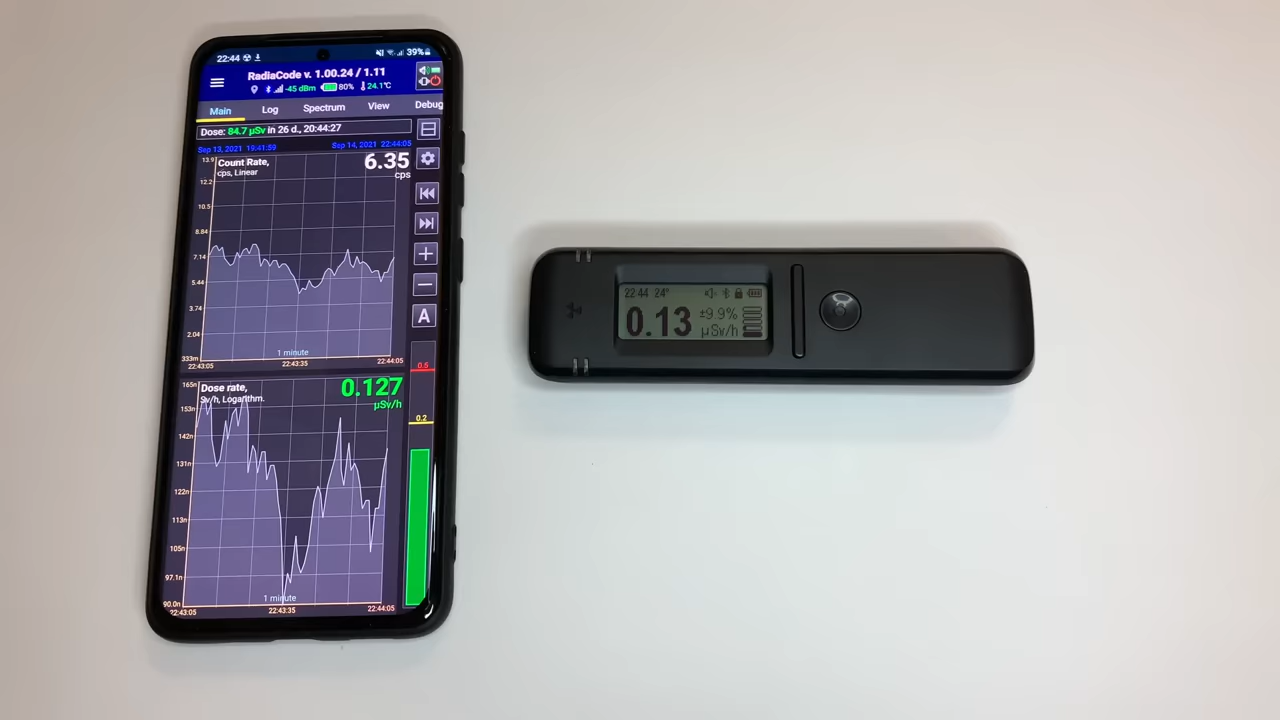 22:44 39%
RadiaCode v. 1.00.24 / 1.11
-45 dBm 80% 24.1°C
Main Log Spectrum View Debug
Dose: 84.7 µSv in 26 d., 20:44:27
Sep 13, 2021 19:41:59 Sep 14, 2021 22:44:05
Count Rate,
cps, Linear
6.35
cps
13.9
12.2
10.5
8.84
7.14
5.44
3.74
2.04
333m
1 minute
22:43:05 22:43:35 22:44:05
A
0.5
0.2
Dose rate,
Sv/h, Logarithm.
0.127
µSv/h
165n
153n
142n
131n
122n
113n
105n
97.1n
90.0n
1 minute
22:43:05 22:43:35 22:44:05
22:44 24°
0.13 ±9.9%
µSv/h